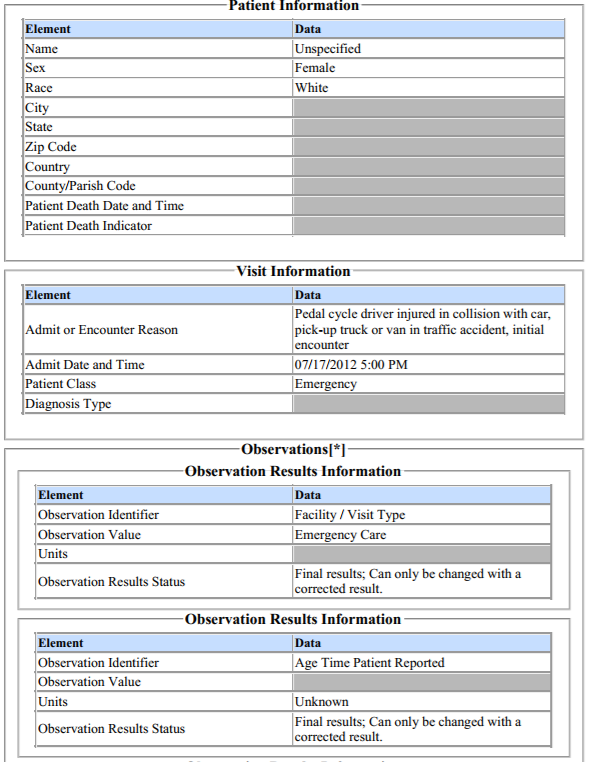 Patient Information
Element Data
Name Unspecified
Sex Female
Race White
City
State
Zip Code
Country
County/Parish Code
Patient Death Date and Time
Patient Death Indicator
Visit Information
Element Data
Admit or Encounter Reason Pedal cycle driver injured in collision with car,
pick-up truck or van in traffic accident, initial
encounter
Admit Date and Time 07/17/2012 5:00 PM
Patient Class Emergency
Diagnosis Type
Observations[*]
Observation Results Information
Element Data
Observation Identifier Facility / Visit Type
Observation Value Emergency Care
Units
Observation Results Status Final results; Can only be changed with a
corrected result.
Observation Results Information
Element Data
Observation Identifier Age Time Patient Reported
Observation Value
Units Unknown
Observation Results Status Final results; Can only be changed with a
corrected result.